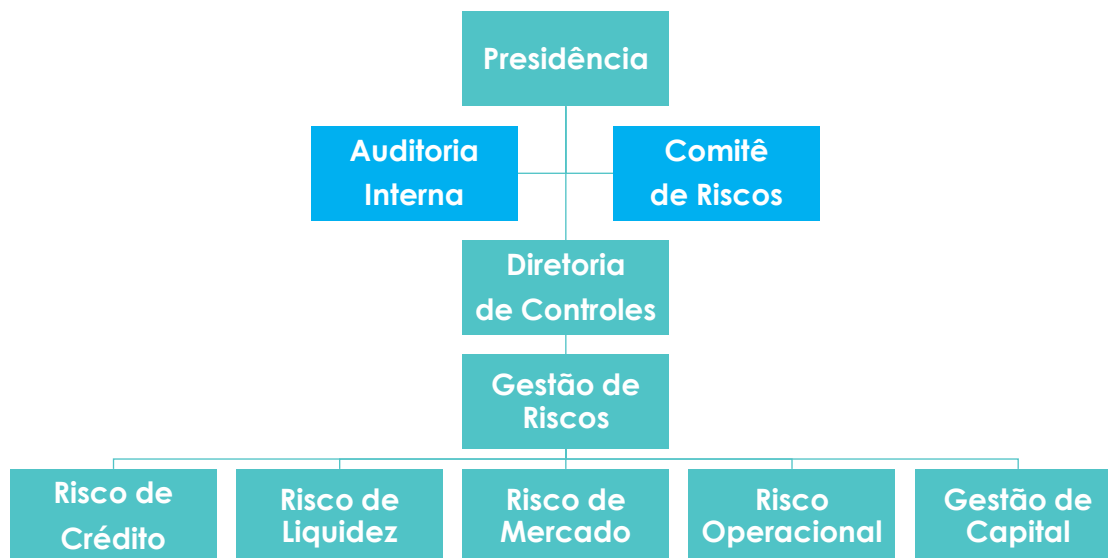 Presidência
Auditoria
Interna
Comitê
de Riscos
Diretoria
de Controles
Gestão de
Riscos
Risco de
Crédito
Risco de
Liquidez
Risco de
Mercado
Risco
Operacional
Gestão de
Capital